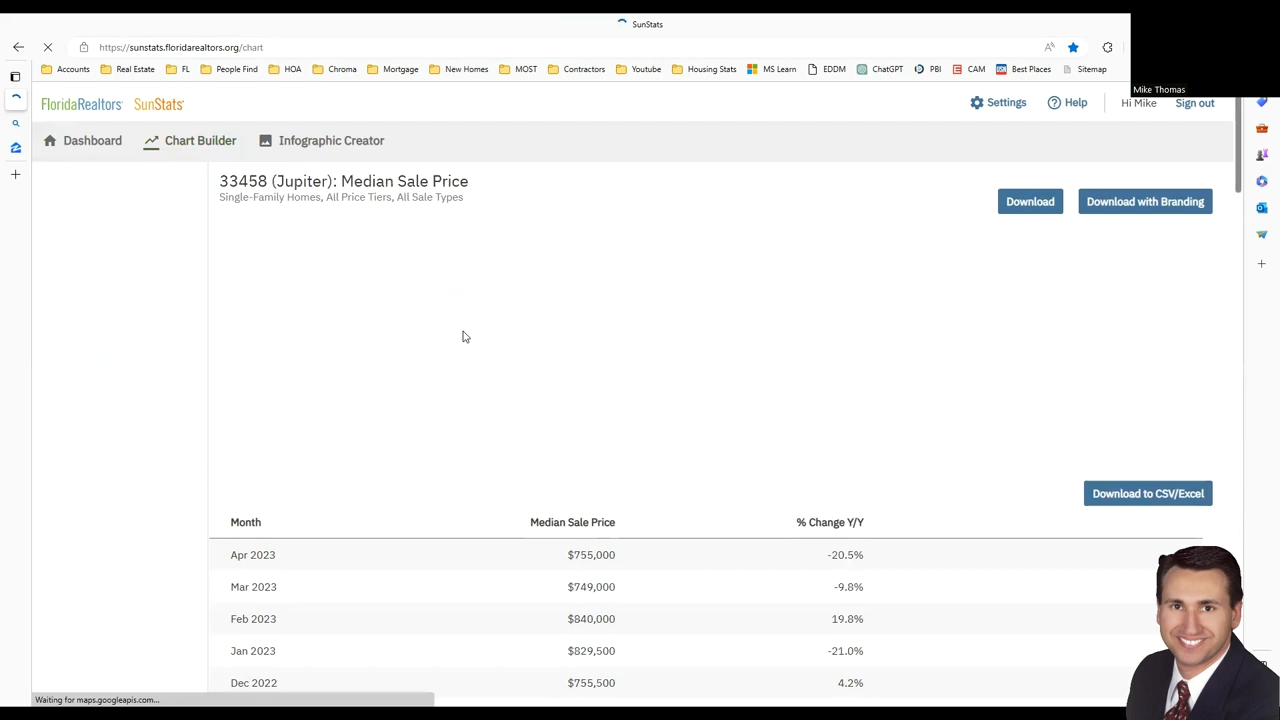 SunStats
https://sunstats.floridarealtors.org/chart
Accounts Real Estate FL People Find HOA Chroma Mortgage New Homes MOST Contractors Youtube Housing Stats MS Learn EDDM ChatGPT PBI CAM Best Places Sitemap
Mike Thomas
FloridaRealtors SunStats
Settings Help Hi Mike Sign out
Dashboard Chart Builder Infographic Creator
33458 (Jupiter): Median Sale Price
Single-Family Homes, All Price Tiers, All Sale Types
Download Download with Branding
Download to CSV/Excel
Month Median Sale Price % Change Y/Y
Apr 2023 $755,000 -20.5%
Mar 2023 $749,000 -9.8%
Feb 2023 $840,000 19.8%
Jan 2023 $829,500 -21.0%
Dec 2022 $755,500 4.2%
Waiting for maps.googleapis.com...